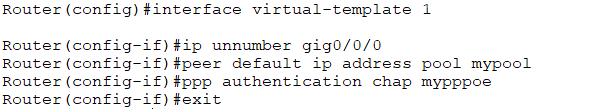 Router(config)#interface virtual-template 1
Router(config-if)#ip unnumber gig0/0/0
Router(config-if)#peer default ip address pool mypool
Router(config-if)#ppp authentication chap mypppoe
Router(config-if)#exit